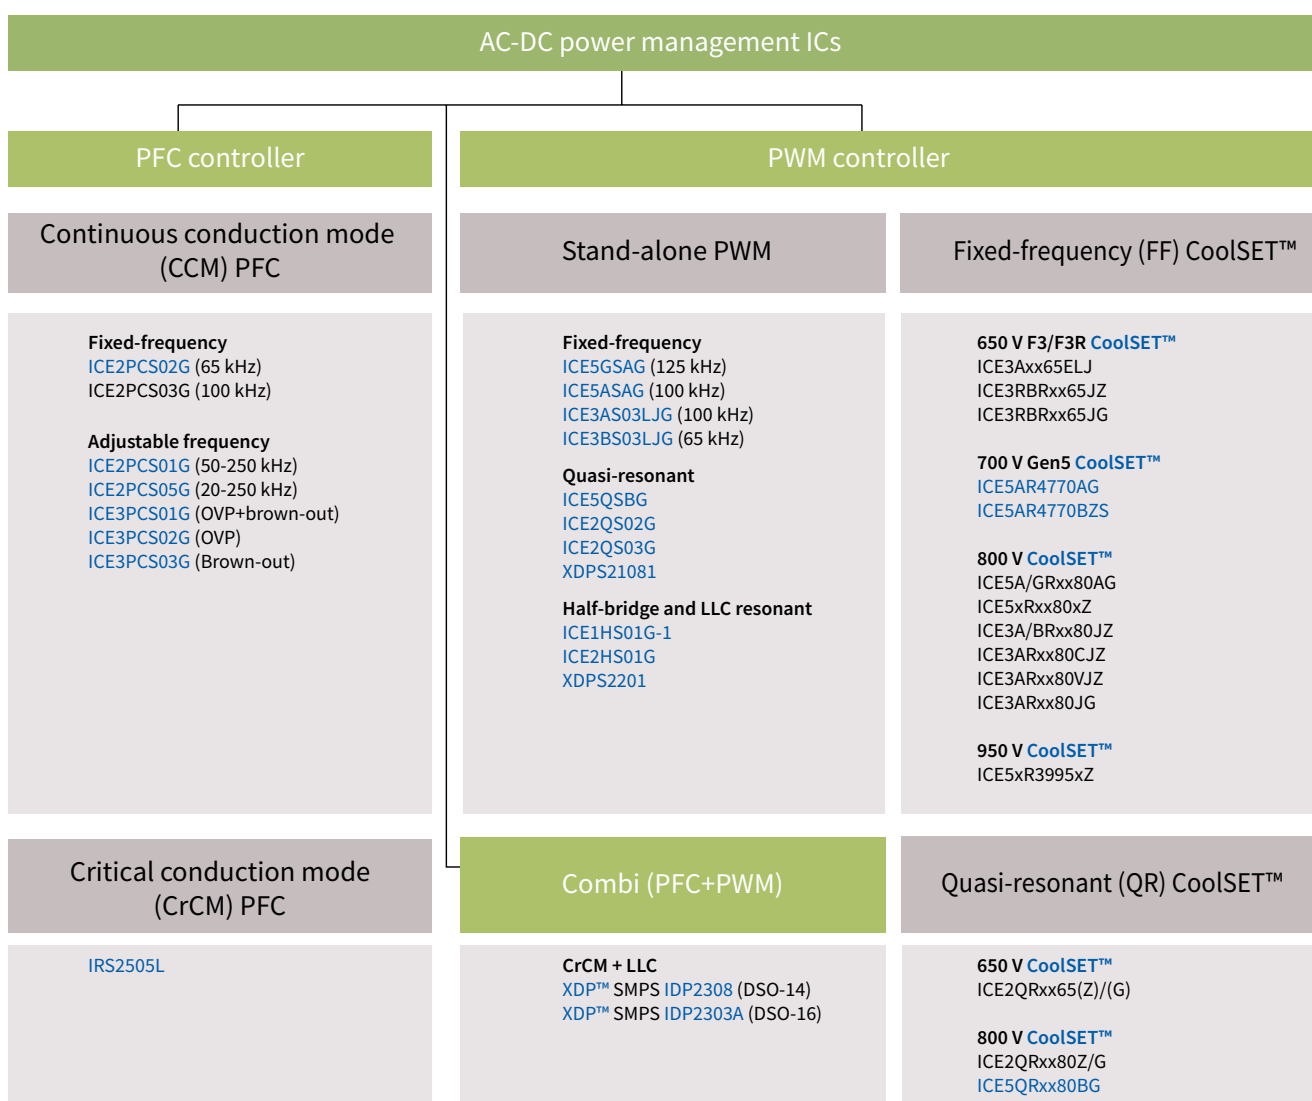 AC-DC power management ICs
PFC controller
PWM controller
Continuous conduction mode
(CCM) PFC
Fixed-frequency
ICE2PCS02G (65 kHz)
ICE2PCS03G (100 kHz)
Adjustable frequency
ICE2PCS01G (50-250 kHz)
ICE2PCS05G (20-250 kHz)
ICE3PCS01G (OVP+brown-out)
ICE3PCS02G (OVP)
ICE3PCS03G (Brown-out)
Critical conduction mode
(CrCM) PFC
IRS2505L
Stand-alone PWM
Fixed-frequency
ICE5GSAG (125 kHz)
ICE5ASAG (100 kHz)
ICE3AS03LJG (100 kHz)
ICE3BS03LJG (65 kHz)
Quasi-resonant
ICE5QSBG
ICE2QS02G
ICE2QS03G
XDPS21081
Half-bridge and LLC resonant
ICE1HS01G-1
ICE2HS01G
XDPS2201
Combi (PFC+PWM)
CrCM + LLC
XDP™ SMPS IDP2308 (DSO-14)
XDP™ SMPS IDP2303A (DSO-16)
Fixed-frequency (FF) CoolSET™
650 V F3/F3R CoolSET™
ICE3Axx65ELJ
ICE3RBRxx65JZ
ICE3RBRxx65JG
700 V Gen5 CoolSET™
ICE5AR4770AG
ICE5AR4770BZS
800 V CoolSET™
ICE5A/GRxx80AG
ICE5xRxx80xZ
ICE3A/BRxx80JZ
ICE3ARxx80CJZ
ICE3ARxx80VJZ
ICE3ARxx80JG
950 V CoolSET™
ICE5xR3995xZ
Quasi-resonant (QR) CoolSET™
650 V CoolSET™
ICE2QRxx65(Z)/(G)
800 V CoolSET™
ICE2QRxx80Z/G
ICE5QRxx80BG